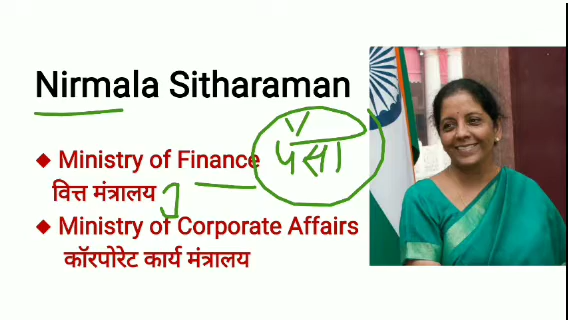 Nirmala Sitharaman
◆ Ministry of Finance
वित्त मंत्रालय
पैसा
◆ Ministry of Corporate Affairs
कॉरपोरेट कार्य मंत्रालय